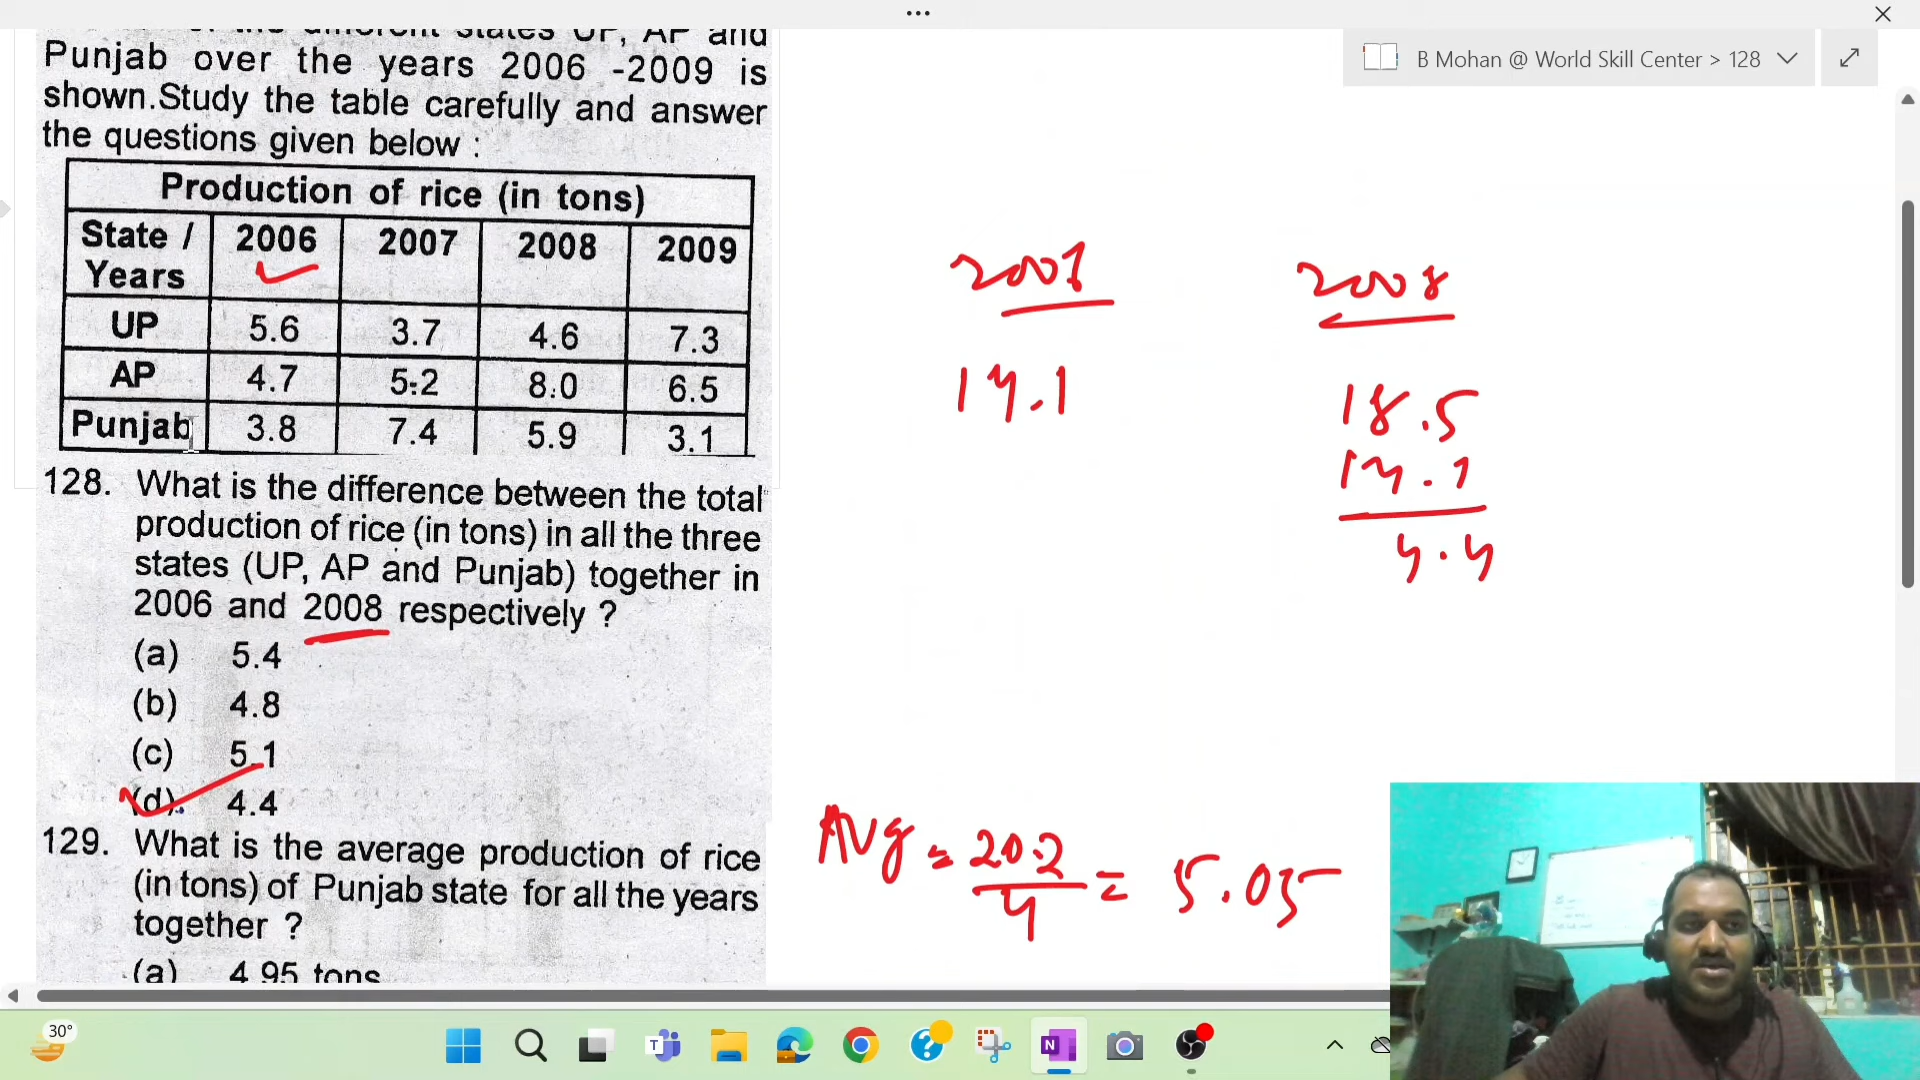 of the different states UP, AP and
Punjab over the years 2006 -2009 is
shown.Study the table carefully and answer
the questions given below :
Production of rice (in tons)
State / Years 2006 2007 2008 2009
UP 5.6 3.7 4.6 7.3
AP 4.7 5.2 8.0 6.5
Punjab 3.8 7.4 5.9 3.1
128. What is the difference between the total
production of rice (in tons) in all the three
states (UP, AP and Punjab) together in
2006 and 2008 respectively ?
(a) 5.4
(b) 4.8
(c) 5.1
(d) 4.4
129. What is the average production of rice
(in tons) of Punjab state for all the years
together ?
(a) 4.95 tons
B Mohan @ World Skill Center > 128
2008
14.1
18.5
14.1
4.4
Avg = 20.2
4
= 5.05
30°